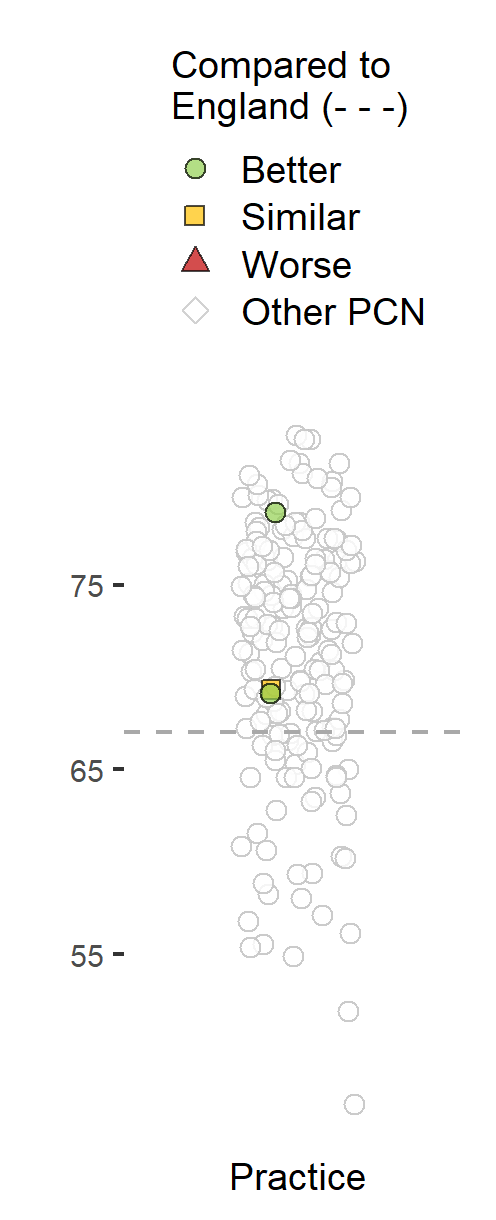 Compared to
England (- - -)
Better
Similar
Worse
Other PCN
75
65
55
Practice